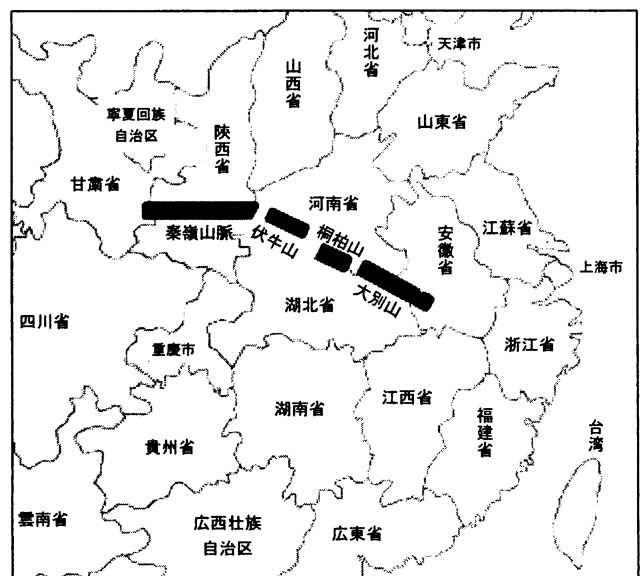 河北省
天津市
山西省
寧夏回族
自治区
陝西省
山東省
甘粛省
河南省
秦嶺山脈
伏牛山
桐柏山
安徽省
江蘇省
大別山
上海市
湖北省
四川省
重慶市
浙江省
湖南省
江西省
福建省
貴州省
台湾
雲南省
広西壮族
自治区
広東省